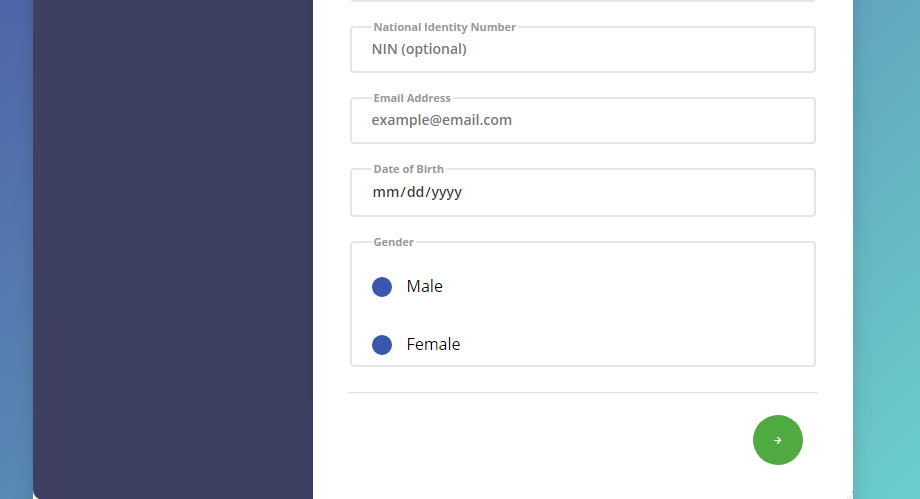 National Identity Number
NIN (optional)
Email Address
example@email.com
Date of Birth
mm/dd/yyyy
Gender
Male
Female